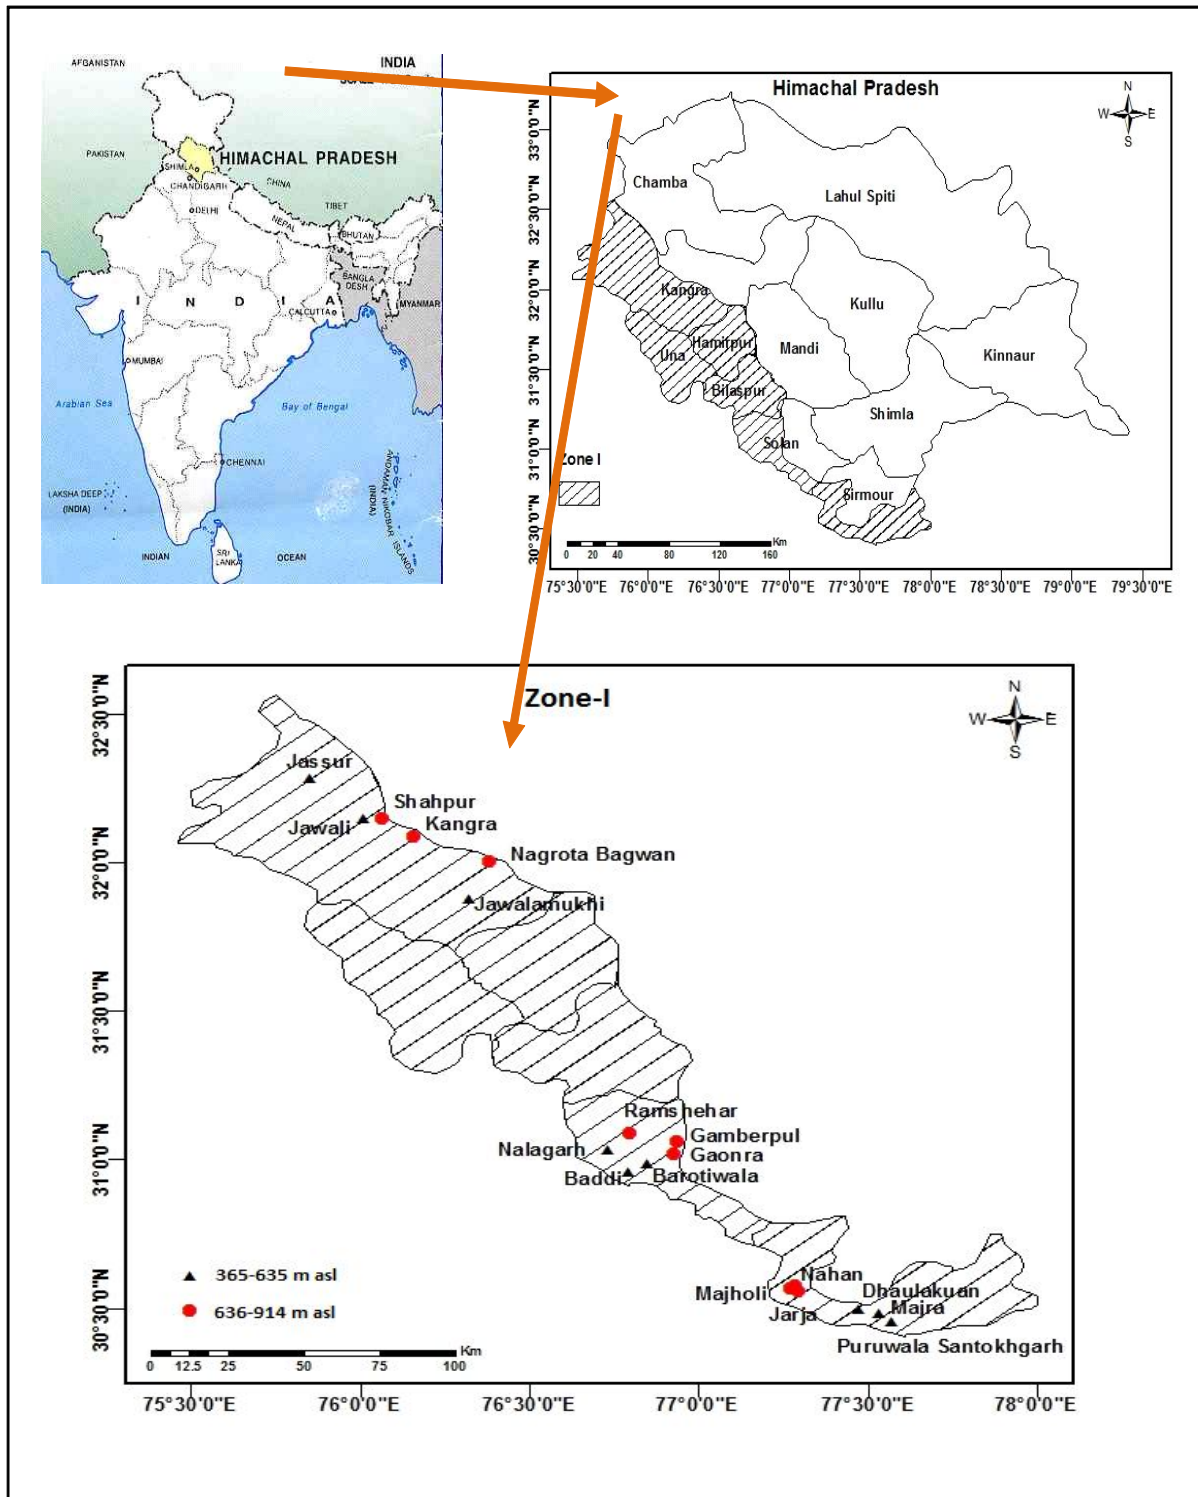 AFGANISTAN
INDIA
PAKISTAN
HIMACHAL PRADESH
SHIMLA
CHANDIGARH
CHINA
DELHI
TIBET
NEPAL
BHUTAN
BANGLA
DESH
MYANMAR
INDIA
CALCUTTA
MUMBAI
Arabian Sea
Bay of Bengal
CHENNAI
LAKSHA DEEP
(INDIA)
ANDAMAN NIKOBAR ISLANDS
(INDIA)
INDIAN
OCEAN
SRI
LANKA
Himachal Pradesh
N
W E
S
33°0'0"N
32°30'0"N
32°0'0"N
31°30'0"N
31°0'0"N
30°30'0"N
Chamba
Lahul Spiti
Kangra
Kullu
Hamitpur
Una
Mandi
Kinnaur
Bilaspur
Shimla
Solan
Sirmour
Zone I
Km
0 20 40 80 120 160
75°30'0"E 76°0'0"E 76°30'0"E 77°0'0"E 77°30'0"E 78°0'0"E 78°30'0"E 79°0'0"E 79°30'0"E
Zone-I
N
W E
S
32°30'0"N
32°0'0"N
31°30'0"N
31°0'0"N
30°30'0"N
Jassur
Shahpur
Jawali
Kangra
Nagrota Bagwan
Jawalamukhi
Ramshehar
Gamberpul
Nalagarh
Gaonra
Baddi
Barotiwala
Nahan
Majholi
Dhaulakuan
Jarja
Majra
Puruwala Santokhgarh
365-635 m asl
636-914 m asl
Km
0 12.5 25 50 75 100
75°30'0"E 76°0'0"E 76°30'0"E 77°0'0"E 77°30'0"E 78°0'0"E